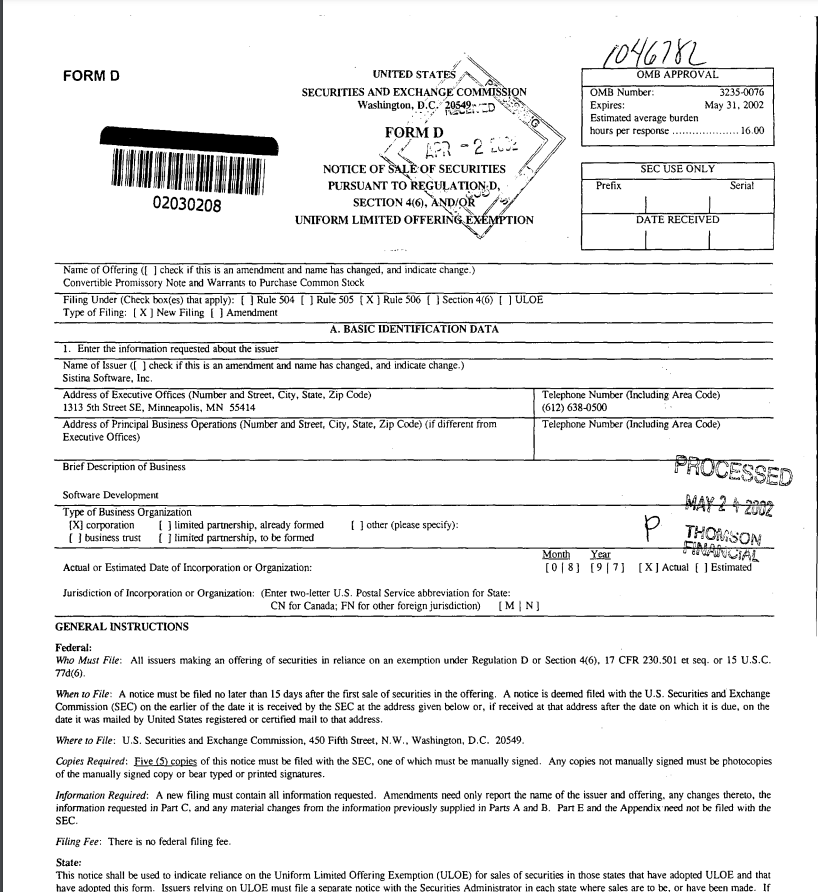 1046782
FORM D
UNITED STATES
SECURITIES AND EXCHANGE COMMISSION
Washington, D.C. 20549
RECEIVED
FORM D
APR - 2 2002
NOTICE OF SALE OF SECURITIES
PURSUANT TO REGULATION D,
SECTION 4(6), AND/OR
UNIFORM LIMITED OFFERING EXEMPTION
02030208
OMB APPROVAL
OMB Number: 3235-0076
Expires: May 31, 2002
Estimated average burden
hours per response .................... 16.00
SEC USE ONLY
Prefix Serial
DATE RECEIVED
Name of Offering ([ ] check if this is an amendment and name has changed, and indicate change.)
Convertible Promissory Note and Warrants to Purchase Common Stock
Filing Under (Check box(es) that apply): [ ] Rule 504 [ ] Rule 505 [ X ] Rule 506 [ ] Section 4(6) [ ] ULOE
Type of Filing: [ X ] New Filing [ ] Amendment
A. BASIC IDENTIFICATION DATA
1. Enter the information requested about the issuer
Name of Issuer ([ ] check if this is an amendment and name has changed, and indicate change.)
Sistina Software, Inc.
Address of Executive Offices (Number and Street, City, State, Zip Code)
1313 5th Street SE, Minneapolis, MN 55414
Telephone Number (Including Area Code)
(612) 638-0500
Address of Principal Business Operations (Number and Street, City, State, Zip Code) (if different from
Executive Offices)
Telephone Number (Including Area Code)
Brief Description of Business
Software Development
PROCESSED
MAY 24 2002
P
THOMSON
FINANCIAL
Type of Business Organization
[X] corporation [ ] limited partnership, already formed [ ] other (please specify):
[ ] business trust [ ] limited partnership, to be formed
Month Year
Actual or Estimated Date of Incorporation or Organization: [ 0 | 8 ] [ 9 | 7 ] [ X ] Actual [ ] Estimated
Jurisdiction of Incorporation or Organization: (Enter two-letter U.S. Postal Service abbreviation for State:
CN for Canada; FN for other foreign jurisdiction) [ M | N ]
GENERAL INSTRUCTIONS
Federal:
Who Must File: All issuers making an offering of securities in reliance on an exemption under Regulation D or Section 4(6), 17 CFR 230.501 et seq. or 15 U.S.C.
77d(6).
When to File: A notice must be filed no later than 15 days after the first sale of securities in the offering. A notice is deemed filed with the U.S. Securities and Exchange
Commission (SEC) on the earlier of the date it is received by the SEC at the address given below or, if received at that address after the date on which it is due, on the
date it was mailed by United States registered or certified mail to that address.
Where to File: U.S. Securities and Exchange Commission, 450 Fifth Street, N.W., Washington, D.C. 20549.
Copies Required: Five (5) copies of this notice must be filed with the SEC, one of which must be manually signed. Any copies not manually signed must be photocopies
of the manually signed copy or bear typed or printed signatures.
Information Required: A new filing must contain all information requested. Amendments need only report the name of the issuer and offering, any changes thereto, the
information requested in Part C, and any material changes from the information previously supplied in Parts A and B. Part E and the Appendix need not be filed with the
SEC.
Filing Fee: There is no federal filing fee.
State:
This notice shall be used to indicate reliance on the Uniform Limited Offering Exemption (ULOE) for sales of securities in those states that have adopted ULOE and that
have adopted this form. Issuers relying on ULOE must file a separate notice with the Securities Administrator in each state where sales are to be, or have been made. If